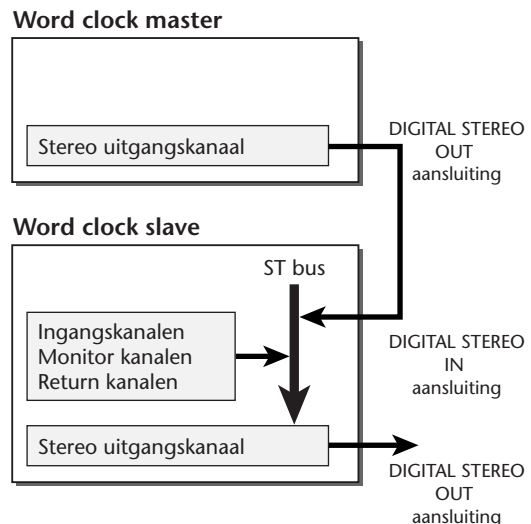 Word clock master
Stereo uitgangskanaal
DIGITAL STEREO
OUT
aansluiting
Word clock slave
ST bus
Ingangskanalen
Monitor kanalen
Return kanalen
DIGITAL STEREO
IN
aansluiting
Stereo uitgangskanaal
DIGITAL STEREO
OUT
aansluiting